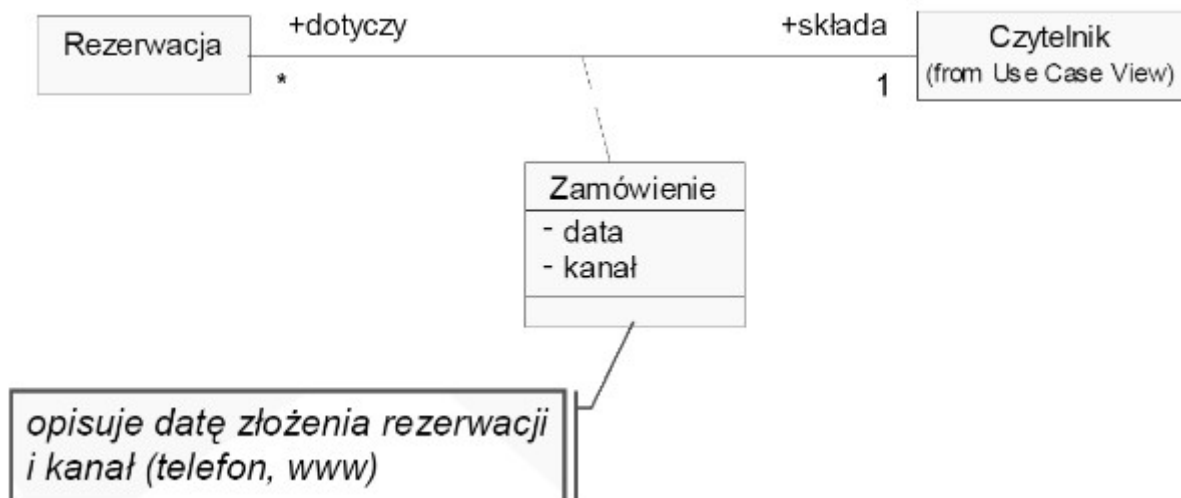 +dotyczy
+składa
Rezerwacja
Czytelnik
(from Use Case View)
*
1
Zamówienie
- data
- kanał
opisuje datę złożenia rezerwacji
i kanał (telefon, www)